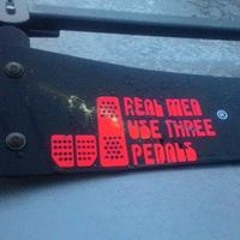 REAL MEN
USE THREE
PEDALS
®